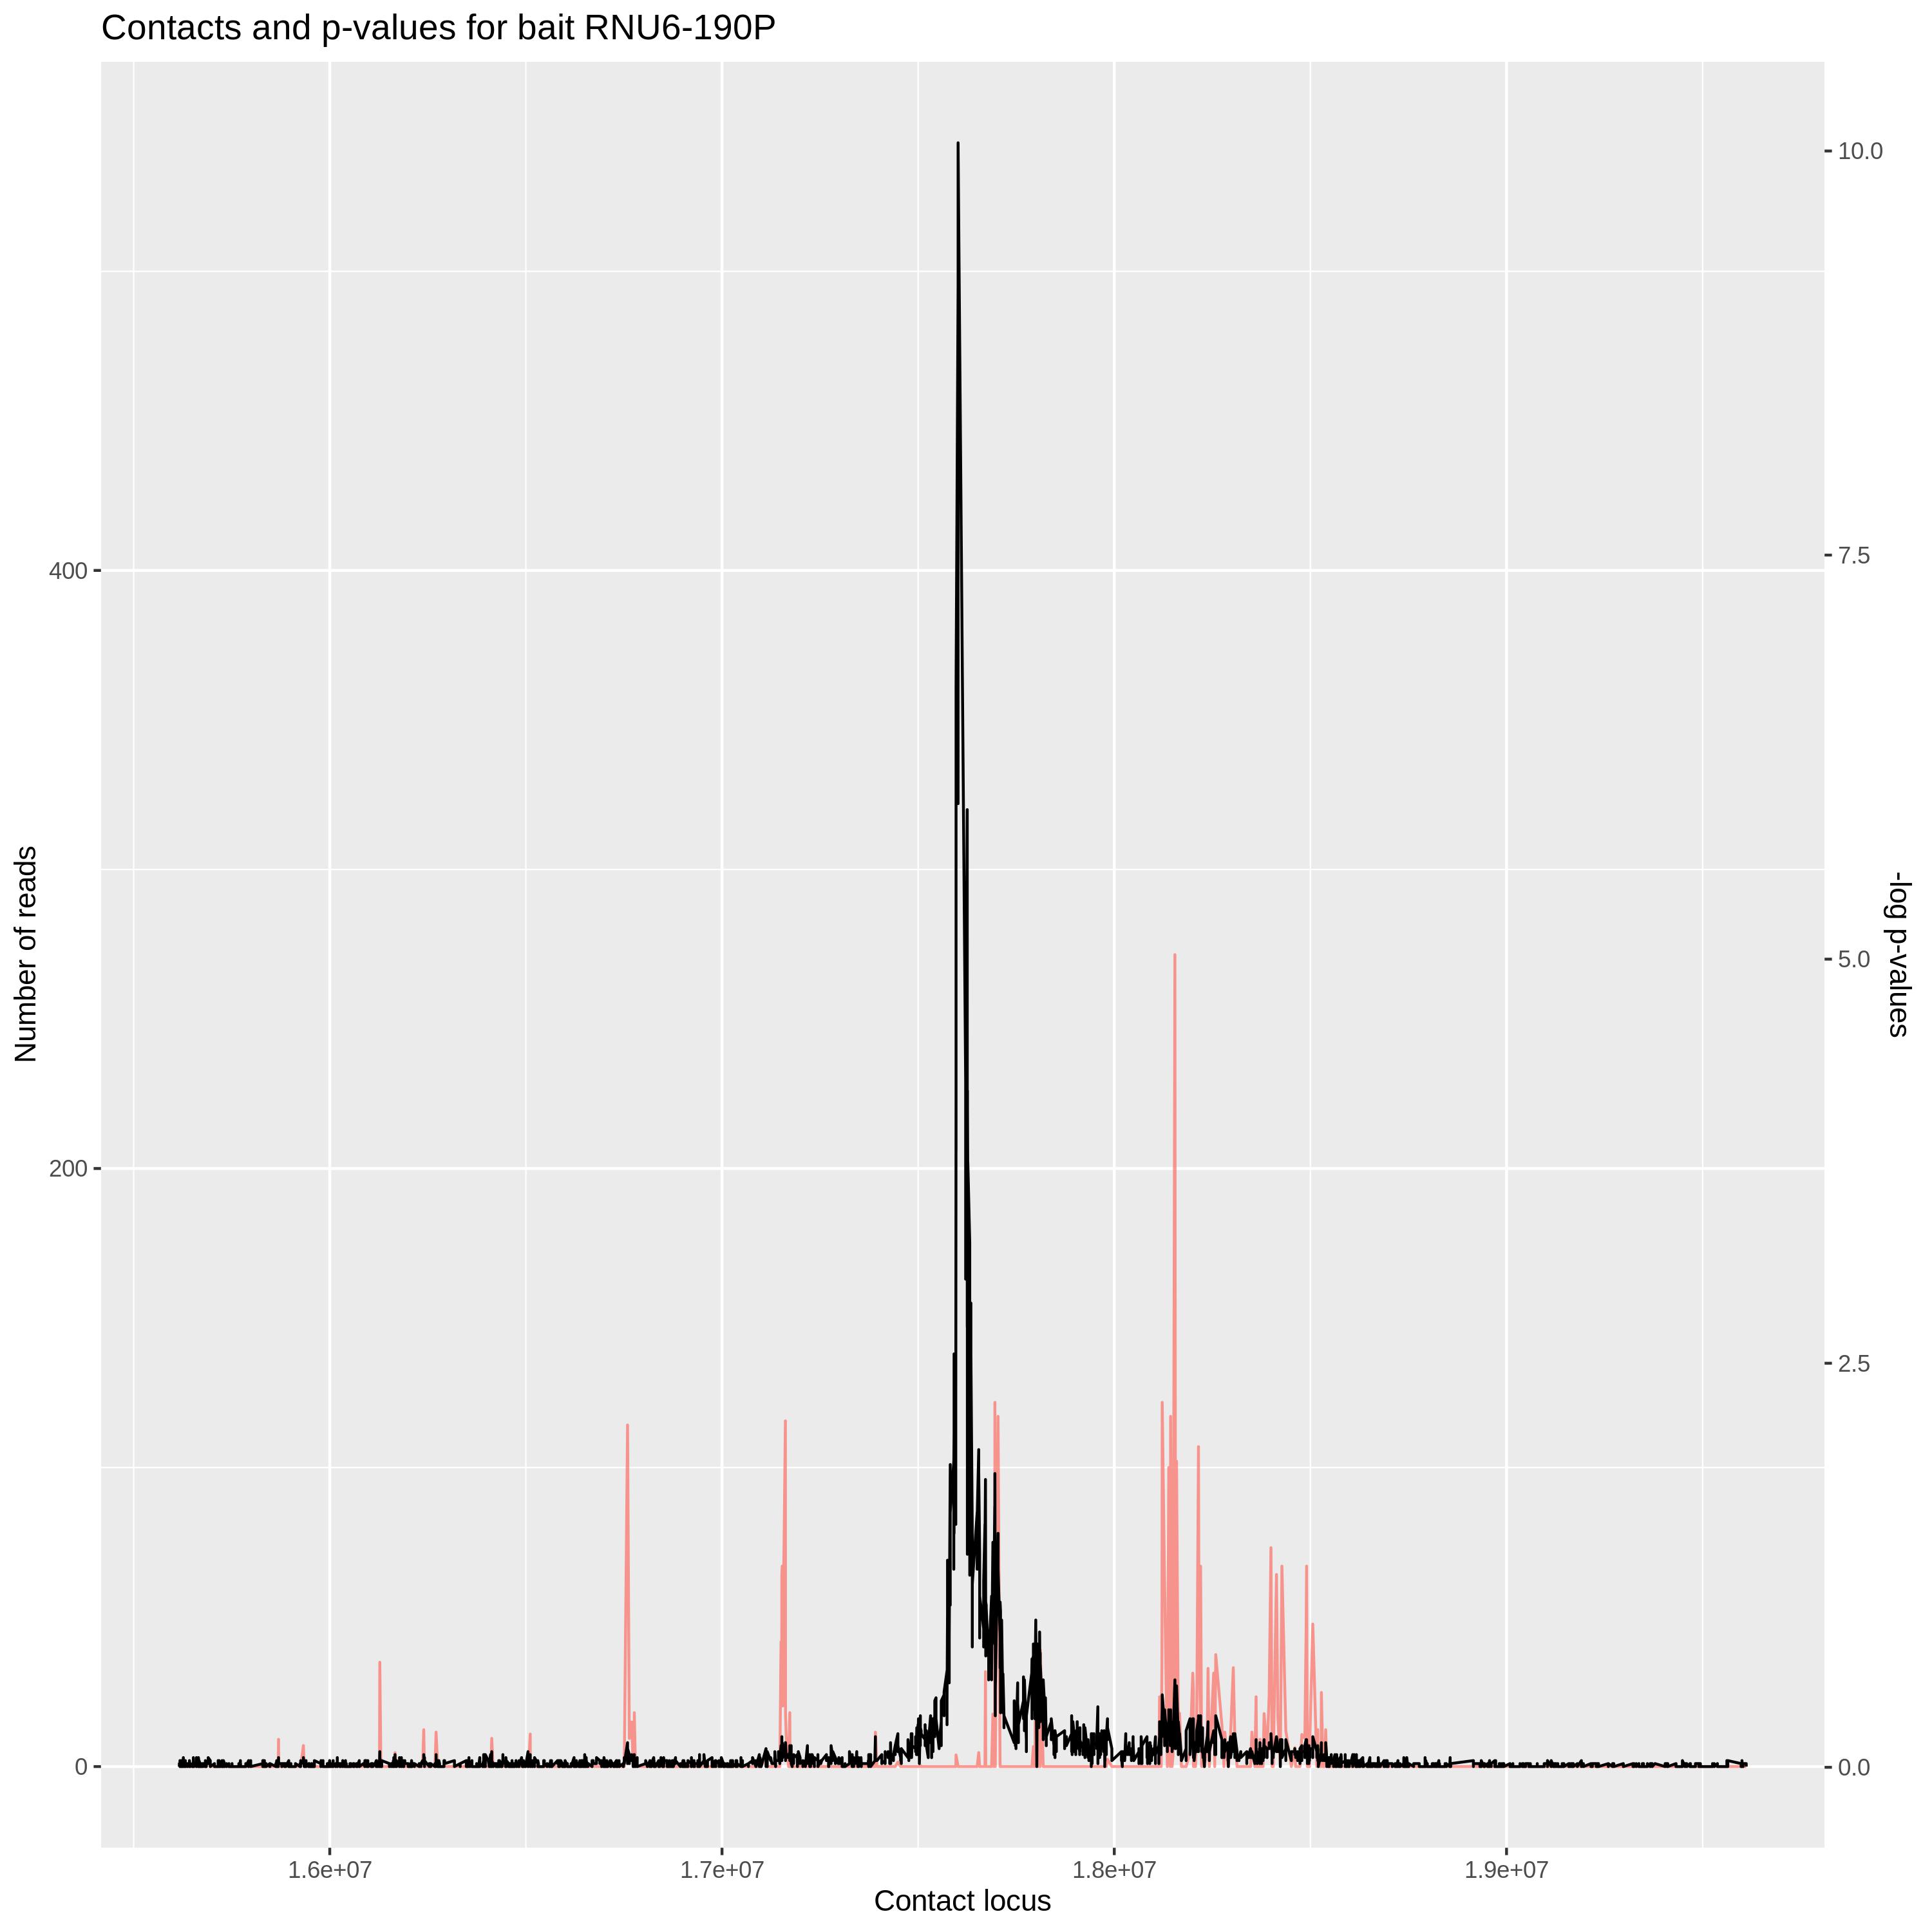 Contacts and p-values for bait RNU6-190P
Number of reads
400
200
0
10.0
7.5
5.0
2.5
0.0
-log p-values
1.6e+07
1.7e+07
1.8e+07
1.9e+07
Contact locus